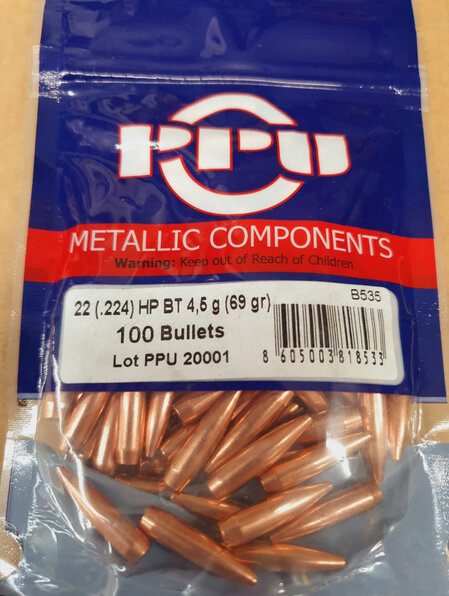 PPU
METALLIC COMPONENTS
Warning: Keep out of Reach of Children
B535
22 (.224) HP BT 4,5 g (69 gr)
100 Bullets
Lot PPU 20001
8 605003 818533